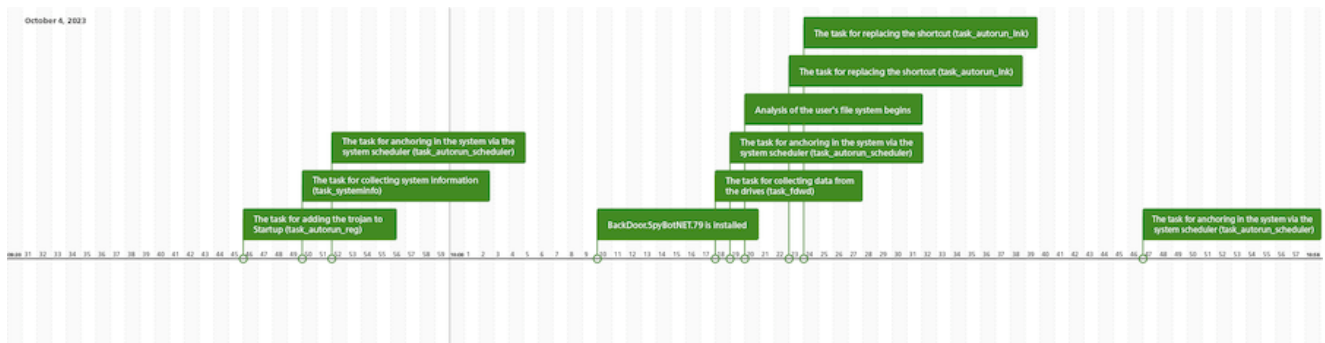 October 4, 2023
The task for replacing the shortcut (task_autorun_lnk)
The task for replacing the shortcut (task_autorun_lnk)
Analysis of the user's file system begins
The task for anchoring in the system via the
system scheduler (task_autorun_scheduler)
The task for anchoring in the system via the
system scheduler (task_autorun_scheduler)
The task for collecting system information
(task_systeminfo)
The task for collecting data from
the drives (task_fdwd)
The task for adding the trojan to
Startup (task_autorun_reg)
BackDoor.SpyBotNET.79 is installed
The task for anchoring in the system via the
system scheduler (task_autorun_scheduler)
31 32 33 34 35 36 37 38 39 40 41 42 43 44 45 46 47 48 49 50 51 52 53 54 55 56 57 58 59 10:00 1 2 3 4 5 6 7 8 9 10 11 12 13 14 15 16 17 18 19 20 21 22 23 24 25 26 27 28 29 30 31 32 33 34 35 36 37 38 39 40 41 42 43 44 45 46 47 48 49 50 51 52 53 54 55 56 57